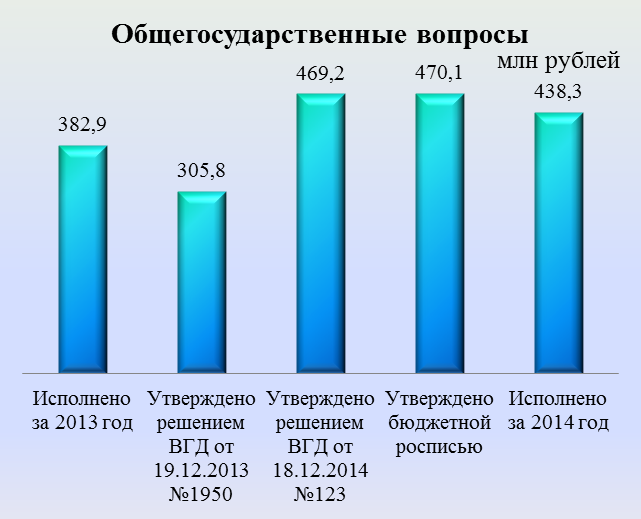 Общегосударственные вопросы
млн рублей
382,9
305,8
469,2
470,1
438,3
Исполнено
за 2013 год
Утверждено
решением
ВГД от
19.12.2013
№1950
Утверждено
решением
ВГД от
18.12.2014
№123
Утверждено
бюджетной
росписью
Исполнено
за 2014 год